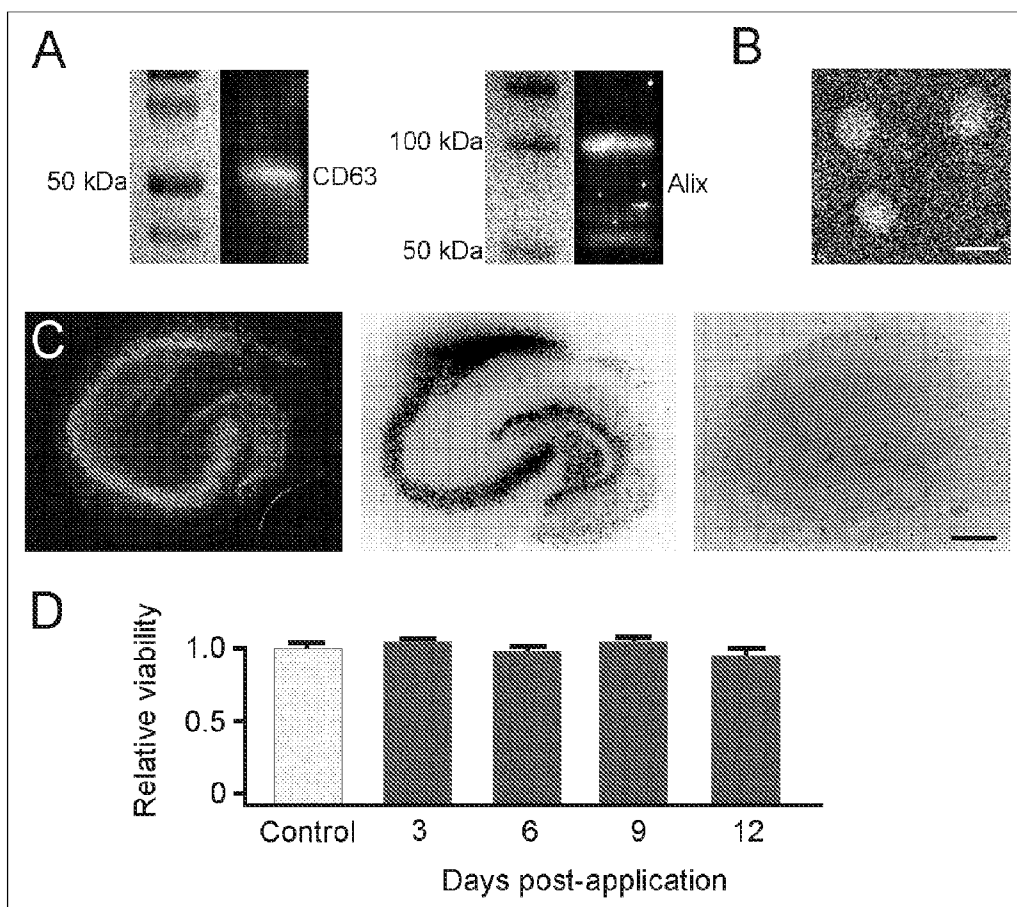 A
50 kDa
CD63
100 kDa
50 kDa
Alix
B
C
D
Relative viability
1.0
0.5
0
Control 3 6 9 12
Days post-application